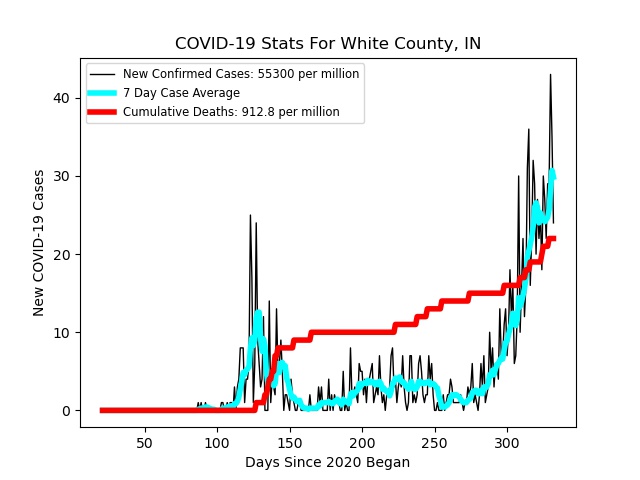 COVID-19 Stats For White County, IN
New Confirmed Cases: 55300 per million
7 Day Case Average
Cumulative Deaths: 912.8 per million
New COVID-19 Cases
40
30
20
10
0
50 100 150 200 250 300
Days Since 2020 Began